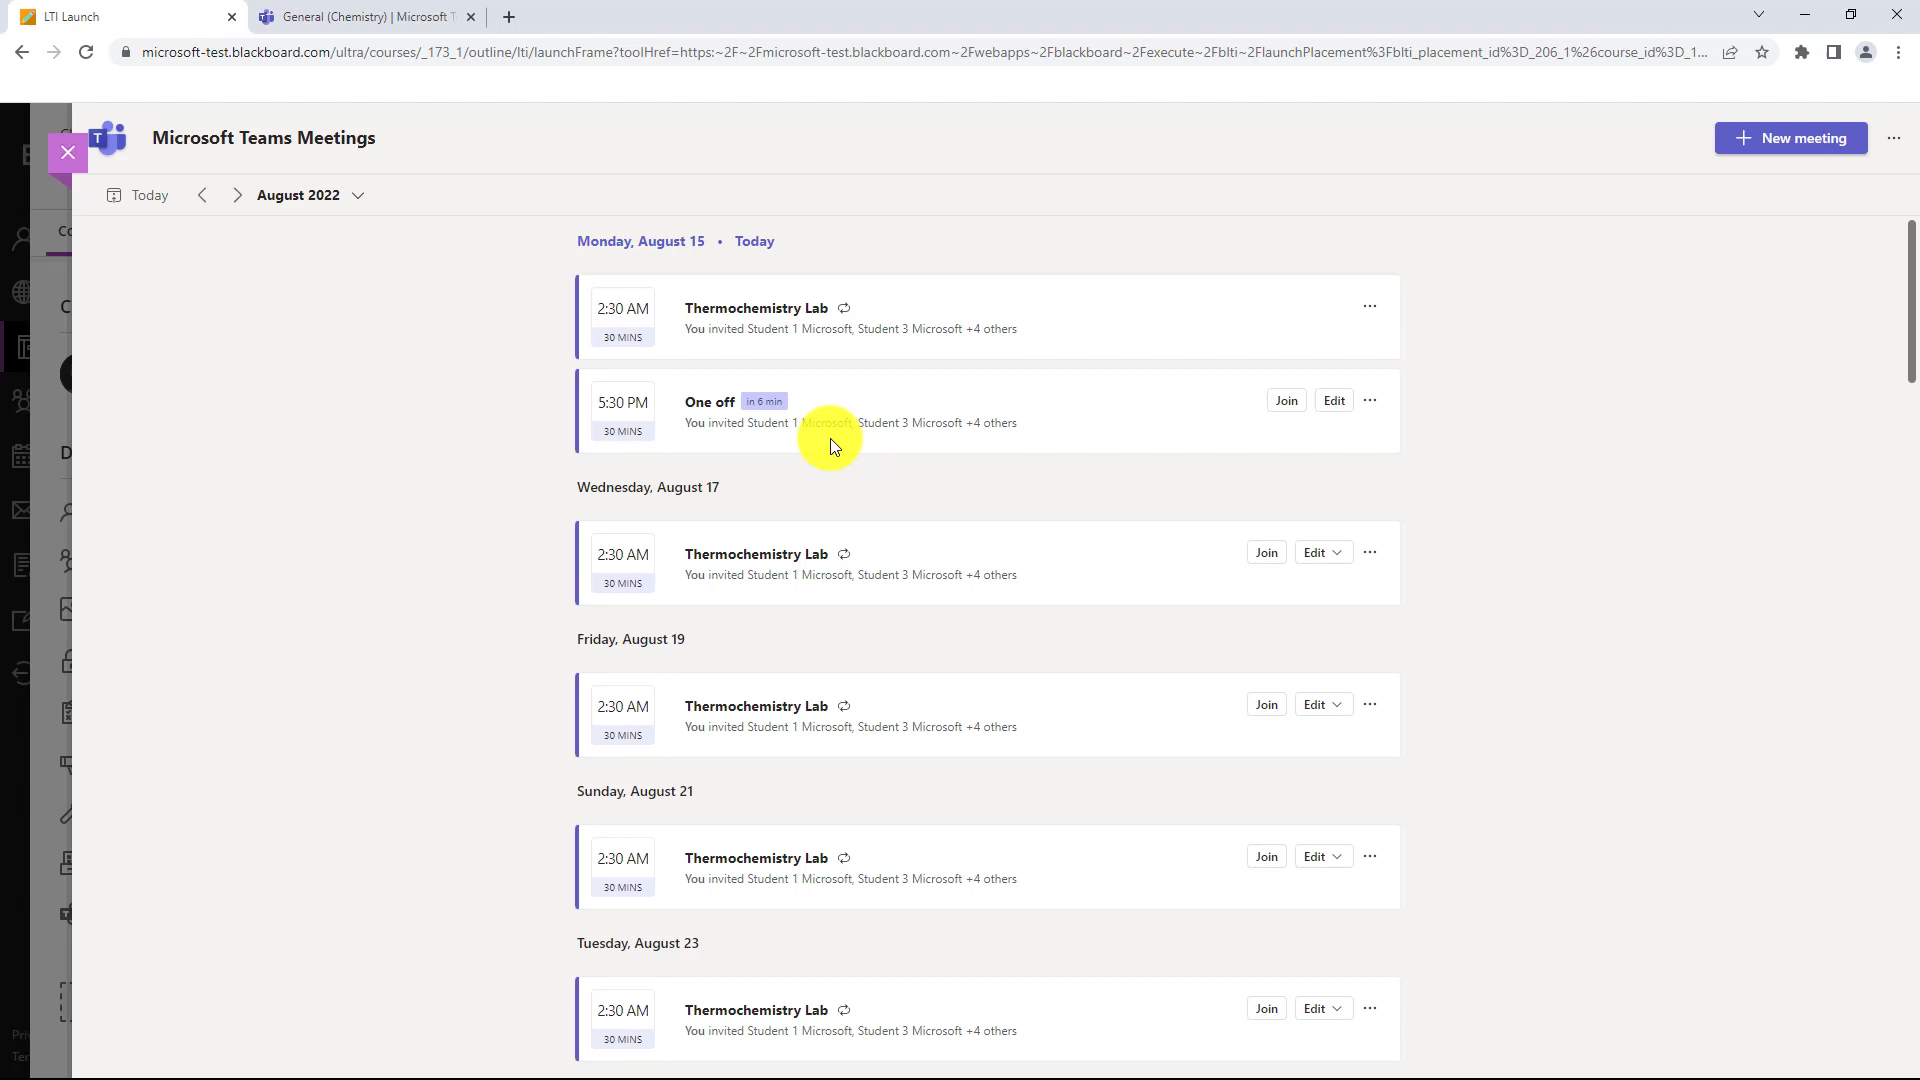 LTI Launch
General (Chemistry) | Microsoft T
microsoft-test.blackboard.com/ultra/courses/_173_1/outline/lti/launchFrame?toolHref=https:~2F~2Fmicrosoft-test.blackboard.com~2Fwebapps~2Fblackboard~2Fexecute~2Fblti~2FlaunchPlacement%3Fblti_placement_id%3D_206_1%26course_id%3D_1...
T
Microsoft Teams Meetings
New meeting
Today
August 2022
Monday, August 15 • Today
2:30 AM
30 MINS
Thermochemistry Lab
You invited Student 1 Microsoft, Student 3 Microsoft +4 others
5:30 PM
30 MINS
One off in 6 min
You invited Student 1 Microsoft, Student 3 Microsoft +4 others
Join
Edit
Wednesday, August 17
2:30 AM
30 MINS
Thermochemistry Lab
You invited Student 1 Microsoft, Student 3 Microsoft +4 others
Join
Edit
Friday, August 19
2:30 AM
30 MINS
Thermochemistry Lab
You invited Student 1 Microsoft, Student 3 Microsoft +4 others
Join
Edit
Sunday, August 21
2:30 AM
30 MINS
Thermochemistry Lab
You invited Student 1 Microsoft, Student 3 Microsoft +4 others
Join
Edit
Tuesday, August 23
2:30 AM
30 MINS
Thermochemistry Lab
You invited Student 1 Microsoft, Student 3 Microsoft +4 others
Join
Edit